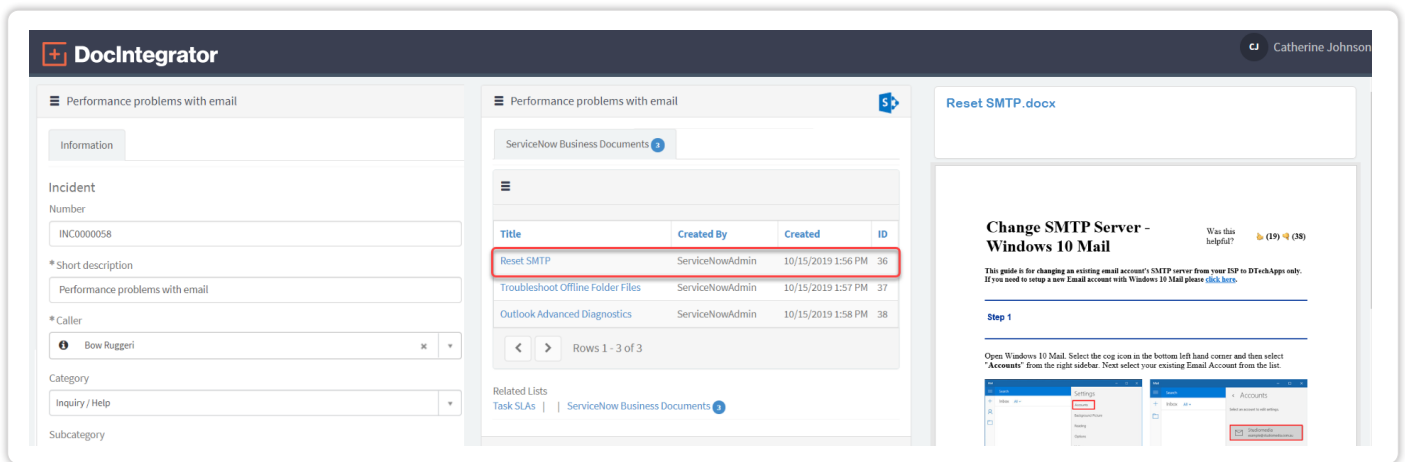 DocIntegrator
CJ Catherine Johnson
Performance problems with email
Information
Incident
Number
INC0000058
* Short description
Performance problems with email
* Caller
Bow Ruggeri
Category
Inquiry / Help
Subcategory
Performance problems with email
ServiceNow Business Documents 3
Title Created By Created ID
Reset SMTP ServiceNowAdmin 10/15/2019 1:56 PM 36
Troubleshoot Offline Folder Files ServiceNowAdmin 10/15/2019 1:57 PM 37
Outlook Advanced Diagnostics ServiceNowAdmin 10/15/2019 1:58 PM 38
Rows 1 - 3 of 3
Related Lists
Task SLAs | | ServiceNow Business Documents 3
Reset SMTP.docx
Change SMTP Server -
Windows 10 Mail
Was this
helpful?
(19) (38)
This guide is for changing an existing email account's SMTP server from your ISP to DTechApps only.
If you need to setup a new Email account with Windows 10 Mail please click here.
Step 1
Open Windows 10 Mail. Select the cog icon in the bottom left hand corner and then select
"Accounts" from the right sidebar. Next select your existing Email Account from the list.
Settings
Accounts
Accounts